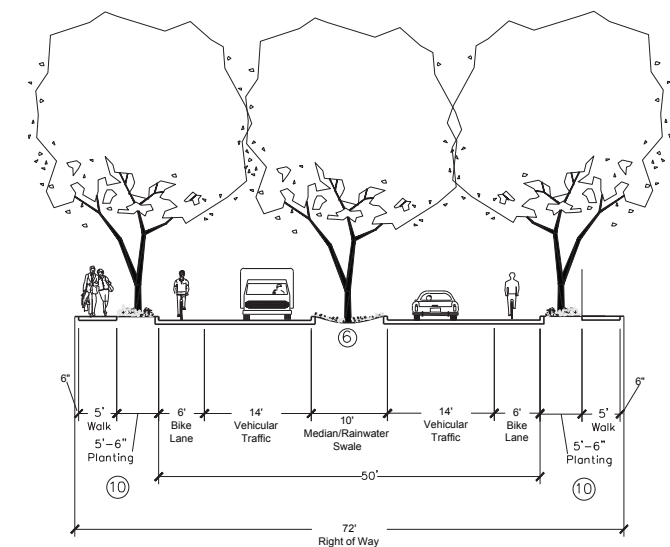 6
6"
6"
5' Walk
5'-6" Planting
6' Bike Lane
14' Vehicular Traffic
10' Median/Rainwater Swale
14' Vehicular Traffic
6' Bike Lane
5'-6" Planting
5' Walk
10
10
50'
72'
Right of Way